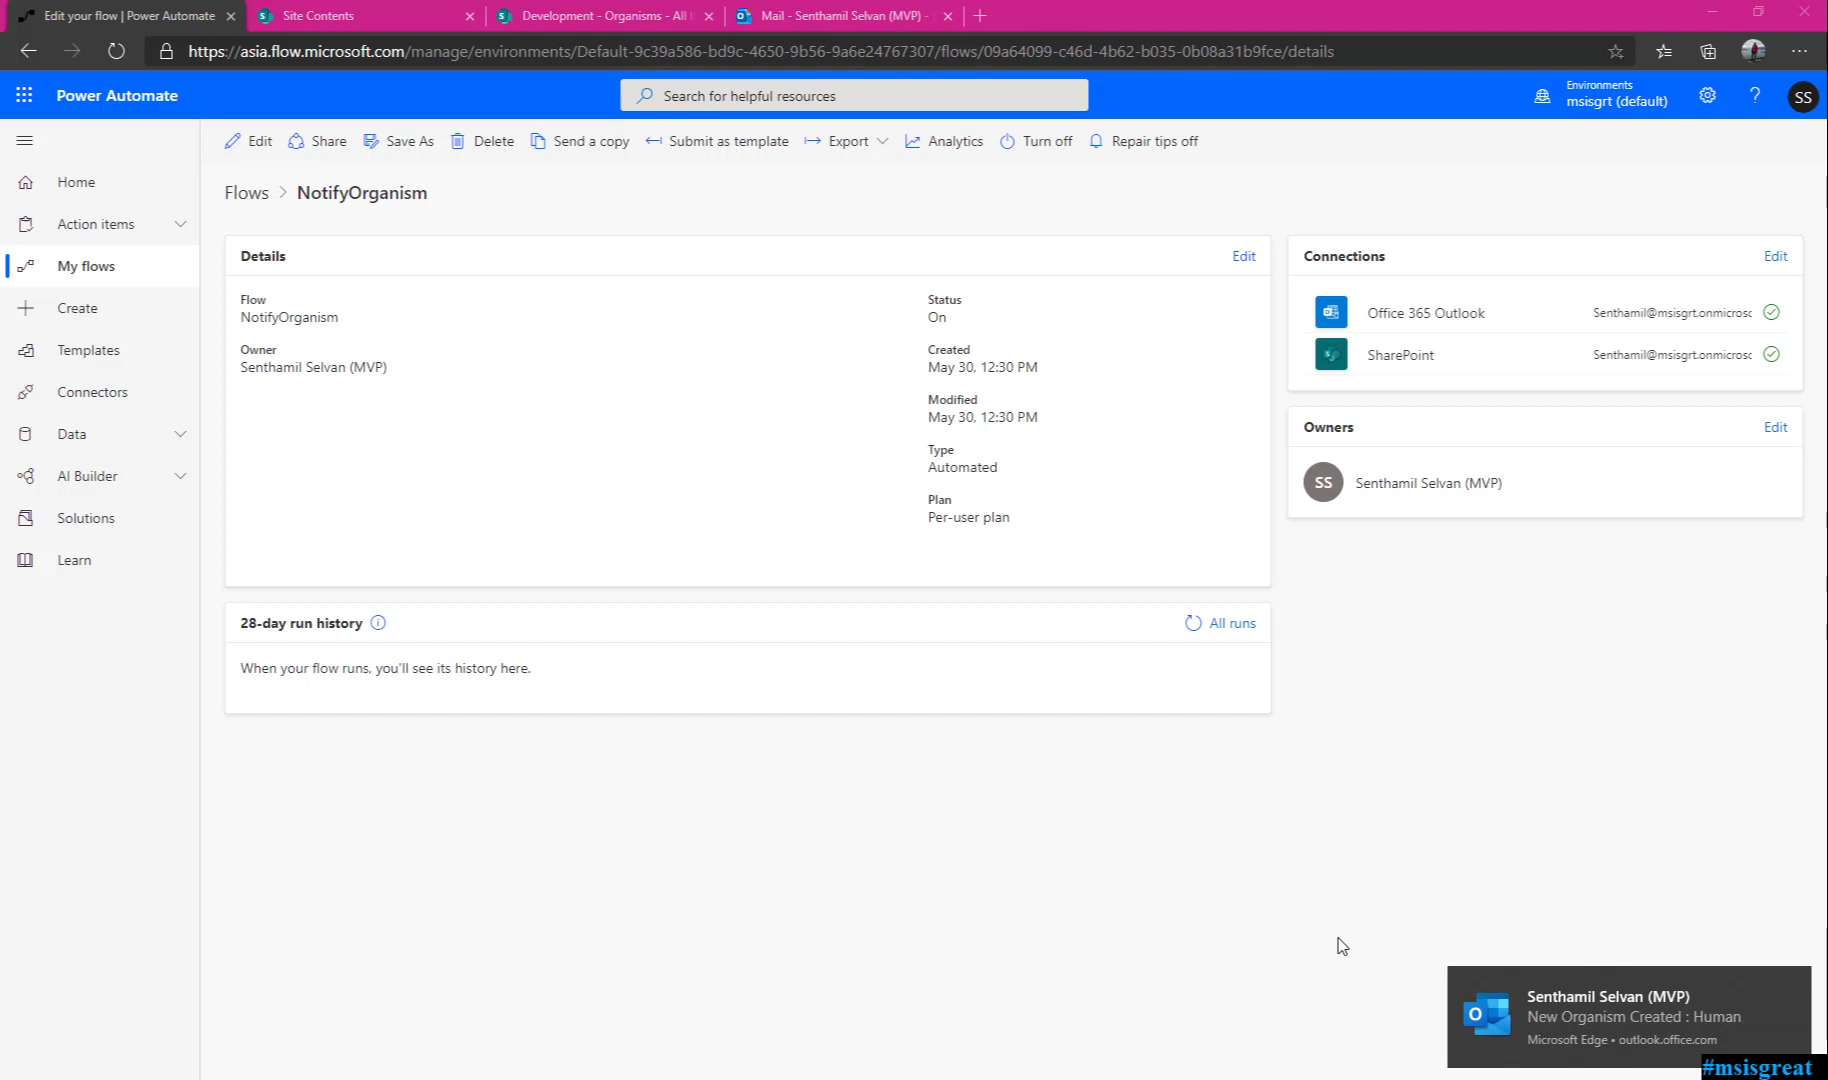 Edit your flow | Power Automate
Site Contents
Development - Organisms - All
Mail - Senthamil Selvan (MVP) -
https://asia.flow.microsoft.com/manage/environments/Default-9c39a586-bd9c-4650-9b56-9a6e24767307/flows/09a64099-c46d-4b62-b035-0b08a31b9fce/details
Power Automate
Search for helpful resources
Environments
msisgrt (default)
?
SS
Edit
Share
Save As
Delete
Send a copy
Submit as template
Export
Analytics
Turn off
Repair tips off
Home
Action items
My flows
Create
Templates
Connectors
Data
AI Builder
Solutions
Learn
Flows > NotifyOrganism
Details
Edit
Flow
NotifyOrganism
Owner
Senthamil Selvan (MVP)
Status
On
Created
May 30, 12:30 PM
Modified
May 30, 12:30 PM
Type
Automated
Plan
Per-user plan
28-day run history
All runs
When your flow runs, you'll see its history here.
Connections
Edit
Office 365 Outlook
Senthamil@msisgrt.onmicrosc
SharePoint
Senthamil@msisgrt.onmicrosc
Owners
Edit
SS
Senthamil Selvan (MVP)
Senthamil Selvan (MVP)
New Organism Created : Human
Microsoft Edge • outlook.office.com
#msisgreat